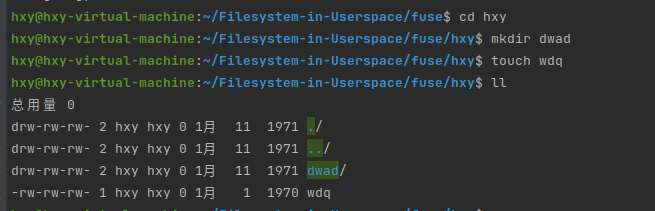 hxy@hxy-virtual-machine:~/Filesystem-in-Userspace/fuse$ cd hxy
hxy@hxy-virtual-machine:~/Filesystem-in-Userspace/fuse/hxy$ mkdir dwad
hxy@hxy-virtual-machine:~/Filesystem-in-Userspace/fuse/hxy$ touch wdq
hxy@hxy-virtual-machine:~/Filesystem-in-Userspace/fuse/hxy$ ll
总用量 0
drw-rw-rw- 2 hxy hxy 0 1月  11  1971 ./
drw-rw-rw- 2 hxy hxy 0 1月  11  1971 ../
drw-rw-rw- 2 hxy hxy 0 1月  11  1971 dwad/
-rw-rw-rw- 1 hxy hxy 0 1月   1  1970 wdq